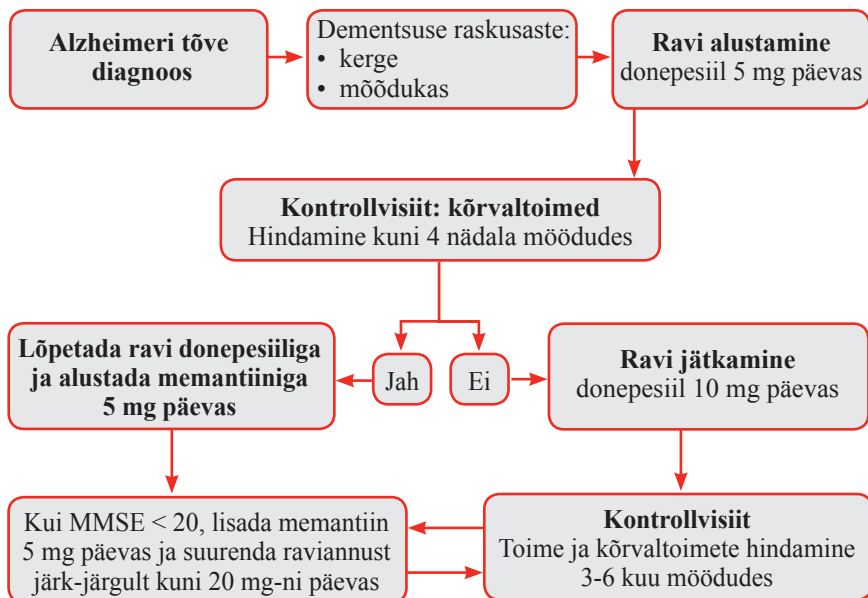 Alzheimeri tõve
diagnoos
Dementsuse raskusaste:
• kerge
• mõõdukas
Ravi alustamine
donepesiil 5 mg päevas
Kontrollvisiit: kõrvaltoimed
Hindamine kuni 4 nädala möödudes
Lõpetada ravi donepesiiliga
ja alustada memantiiniga
5 mg päevas
Jah
Ei
Ravi jätkamine
donepesiil 10 mg päevas
Kui MMSE < 20, lisada memantiin
5 mg päevas ja suurenda raviannust
järk-järgult kuni 20 mg-ni päevas
Kontrollvisiit
Toime ja kõrvaltoimete hindamine
3-6 kuu möödudes